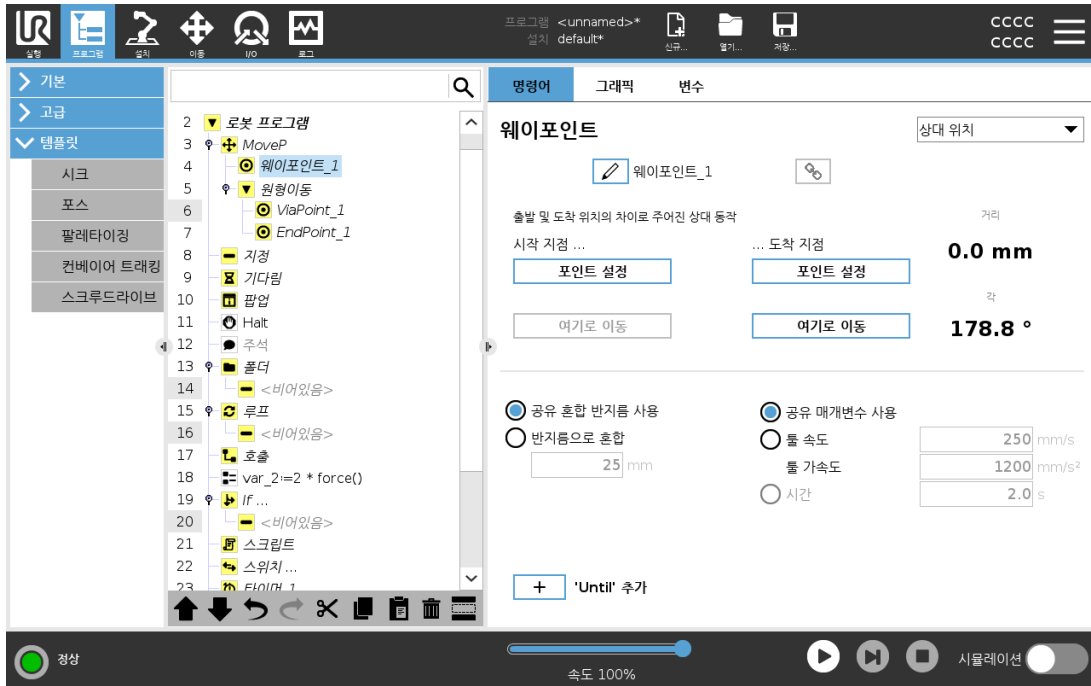 UR
실행
프로그램
설치
이동
I/O
로그
프로그램 <unnamed>*
설치 default*
신규...
열기...
저장...
CCCC
CCCC
기본
고급
템플릿
시크
포스
팔레타이징
컨베이어 트래킹
스크루드라이브
2 로봇 프로그램
3 MoveP
4 웨이포인트_1
5 원형이동
6 ViaPoint_1
7 EndPoint_1
8 지정
9 기다림
10 팝업
11 Halt
12 주석
13 폴더
14 <비어있음>
15 루프
16 <비어있음>
17 호출
18 var_2:=2 * force()
19 If ...
20 <비어있음>
21 스크립트
22 스위치 ...
23 타이머_1
명령어 그래픽 변수
웨이포인트
상대 위치
웨이포인트_1
출발 및 도착 위치의 차이로 주어진 상대 동작
거리
시작 지점 ... ... 도착 지점
0.0 mm
포인트 설정 포인트 설정
각
여기로 이동 여기로 이동
178.8 °
공유 혼합 반지름 사용
반지름으로 혼합
25 mm
공유 매개변수 사용
툴 속도 250 mm/s
툴 가속도 1200 mm/s²
시간 2.0 s
+ 'Until' 추가
정상
속도 100%
시뮬레이션